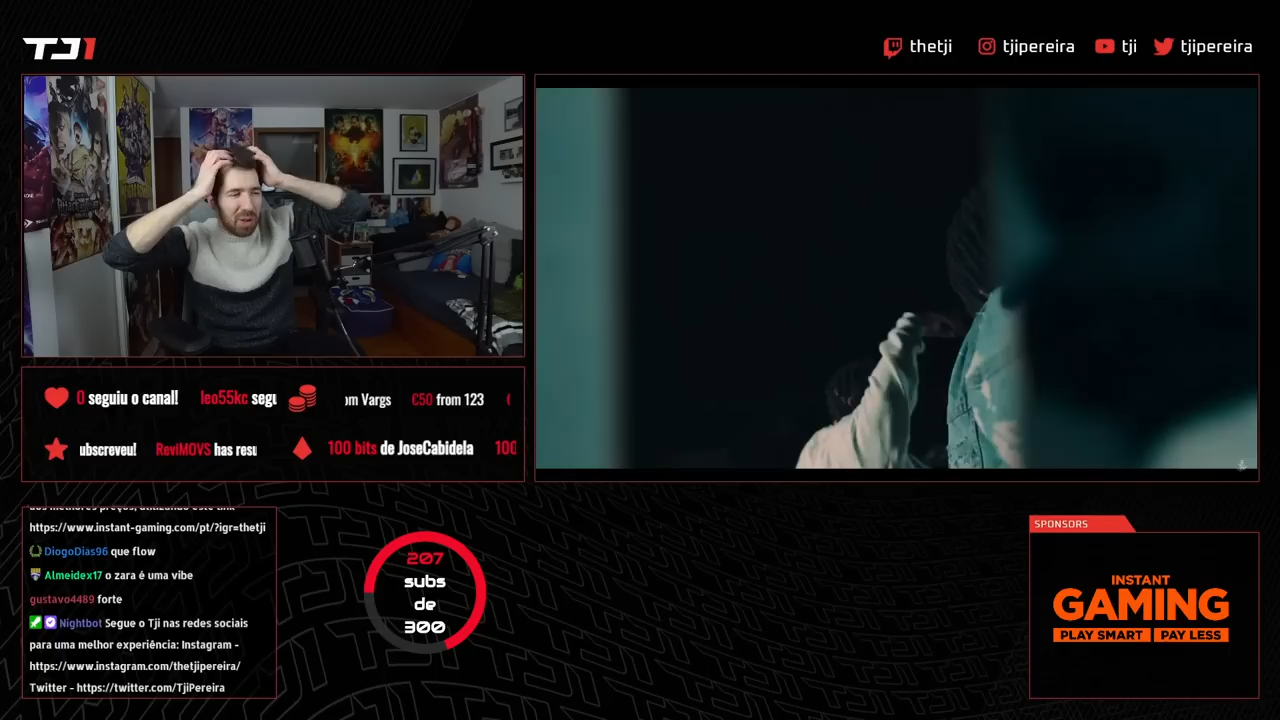 TJ1
thetji
tjipereira
tji
tjipereira
0 seguiu o canal! leo55kc segu
om Vargs €50 from 123
ubscreveu! ReviMOVS has resu
100 bits de JoseCabidela 100
https://www.instant-gaming.com/pt/?igr=thetji
DiogoDias96 que flow
Almeidex17 o zara é uma vibe
gustavo4489 forte
Nightbot Segue o Tji nas redes sociais
para uma melhor experiência: Instagram -
https://www.instagram.com/thetjipereira/
Twitter - https://twitter.com/TjiPereira
207
subs
de
300
SPONSORS
INSTANT
GAMING
PLAY SMART PAY LESS